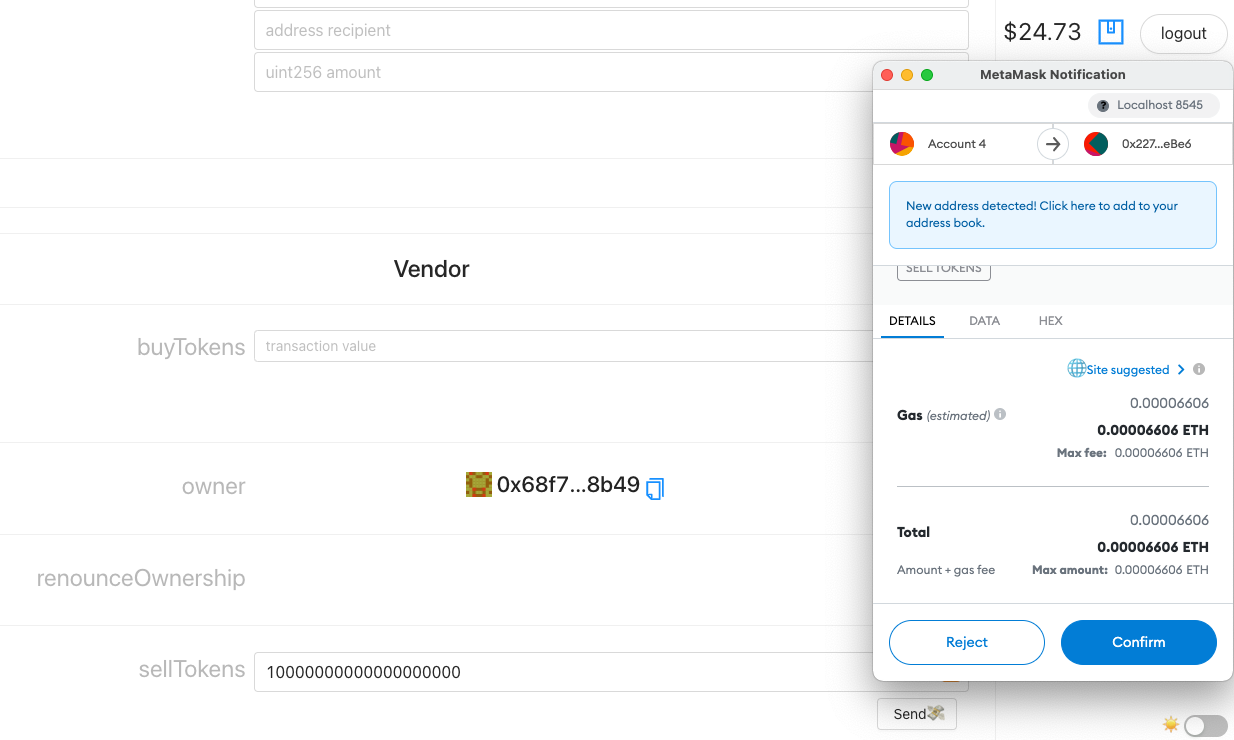 address recipient
$24.73
logout
uint256 amount
MetaMask Notification
Localhost 8545
Account 4
0x227...eBe6
New address detected! Click here to add to your
address book.
SELL TOKENS
Vendor
DETAILS
DATA
HEX
buyTokens
transaction value
Site suggested
0.00006606
Gas (estimated)
0.00006606 ETH
Max fee: 0.00006606 ETH
owner
0x68f7...8b49
0.00006606
Total
0.00006606 ETH
Amount + gas fee
Max amount: 0.00006606 ETH
renounceOwnership
Reject
Confirm
sellTokens
10000000000000000000
Send